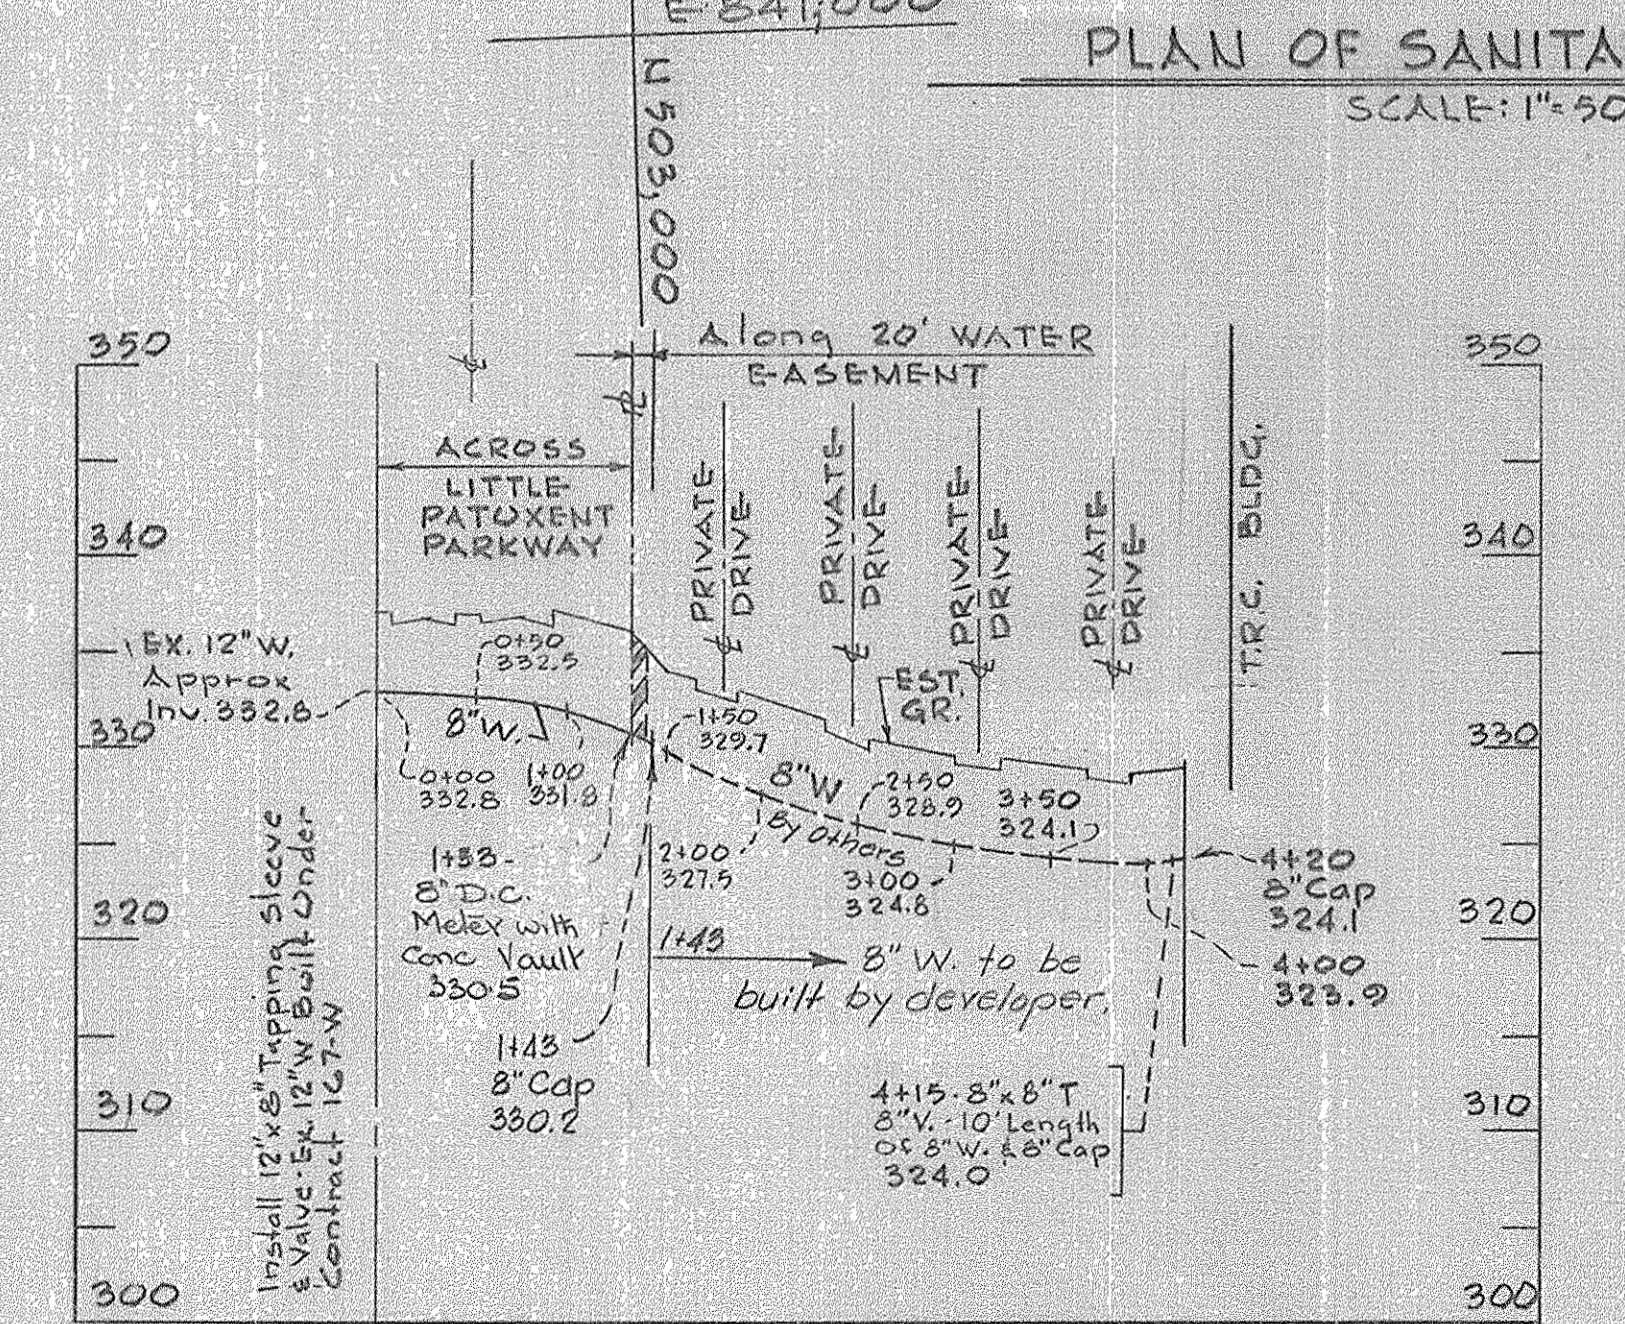 E 841,000
PLAN OF SANITA
SCALE: 1"=50
N 503,000
350
350
Along 20' WATER
EASEMENT
ACROSS
LITTLE
PATUXENT
PARKWAY
PRIVATE
DRIVE
PRIVATE
DRIVE
PRIVATE
DRIVE
PRIVATE
DRIVE
T.R.C. BLDG.
340
340
EX. 12" W.
Approx
Inv. 332.8
0+50
332.5
EST.
GR.
330
330
8"W.
1+50
329.7
0+00
332.8
1+00
331.8
8"W
By Others
2+50
328.9
3+50
324.1
1+33
8" D.C.
Meter with
Conc Vault
330.5
2+00
327.5
3+00
324.8
4+20
8" Cap
324.1
320
320
1+43
8" W. to be
built by developer.
4+00
323.9
Install 12"x8" Tapping Sleeve
& Valve-Ex. 12"W Built Under
Contract 167-W
1+43
8" Cap
330.2
4+15-8"x8"T
8"V.-10' Length
Of 8"W. & 8" Cap
324.0
310
310
300
300